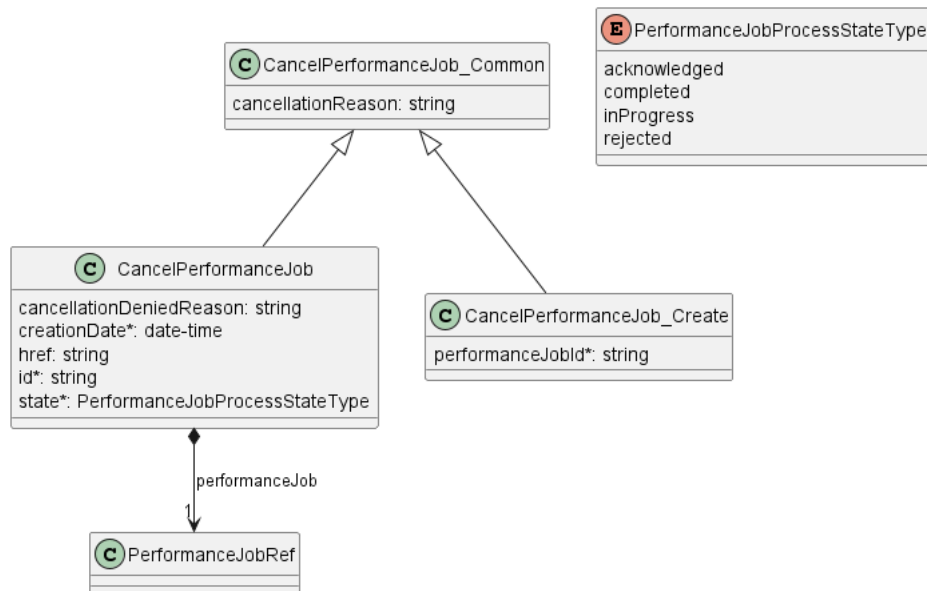 C CancelPerformanceJob_Common
cancellationReason: string
E PerformanceJobProcessStateType
acknowledged
completed
inProgress
rejected
C CancelPerformanceJob
cancellationDeniedReason: string
creationDate*: date-time
href: string
id*: string
state*: PerformanceJobProcessStateType
C CancelPerformanceJob_Create
performanceJobId*: string
performanceJob
1
C PerformanceJobRef